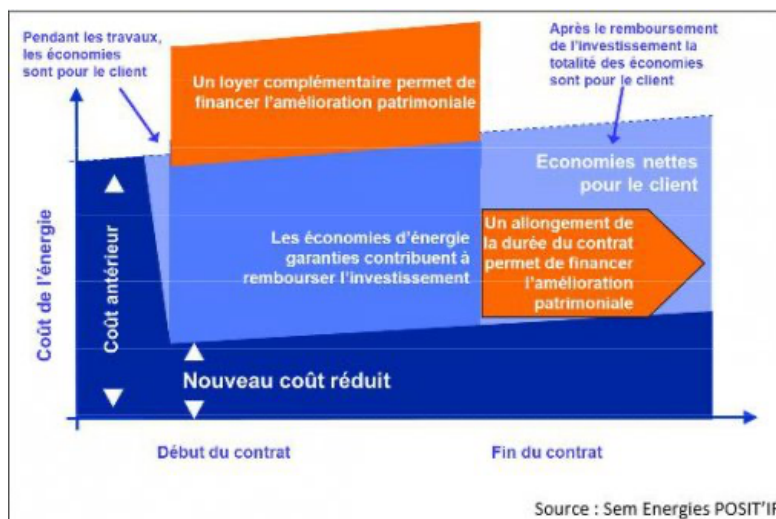 Pendant les travaux,
les économies
sont pour le client
Après le remboursement
de l'investissement la
totalité des économies
sont pour le client
Un loyer complémentaire permet de
financer l'amélioration patrimoniale
Coût de l'énergie
Coût antérieur
Economies nettes
pour le client
Les économies d'énergie
garanties contribuent à
rembourser l'investissement
Un allongement de
la durée du contrat
permet de financer
l'amélioration
patrimoniale
Nouveau coût réduit
Début du contrat
Fin du contrat
Source : Sem Energies POSIT'IF